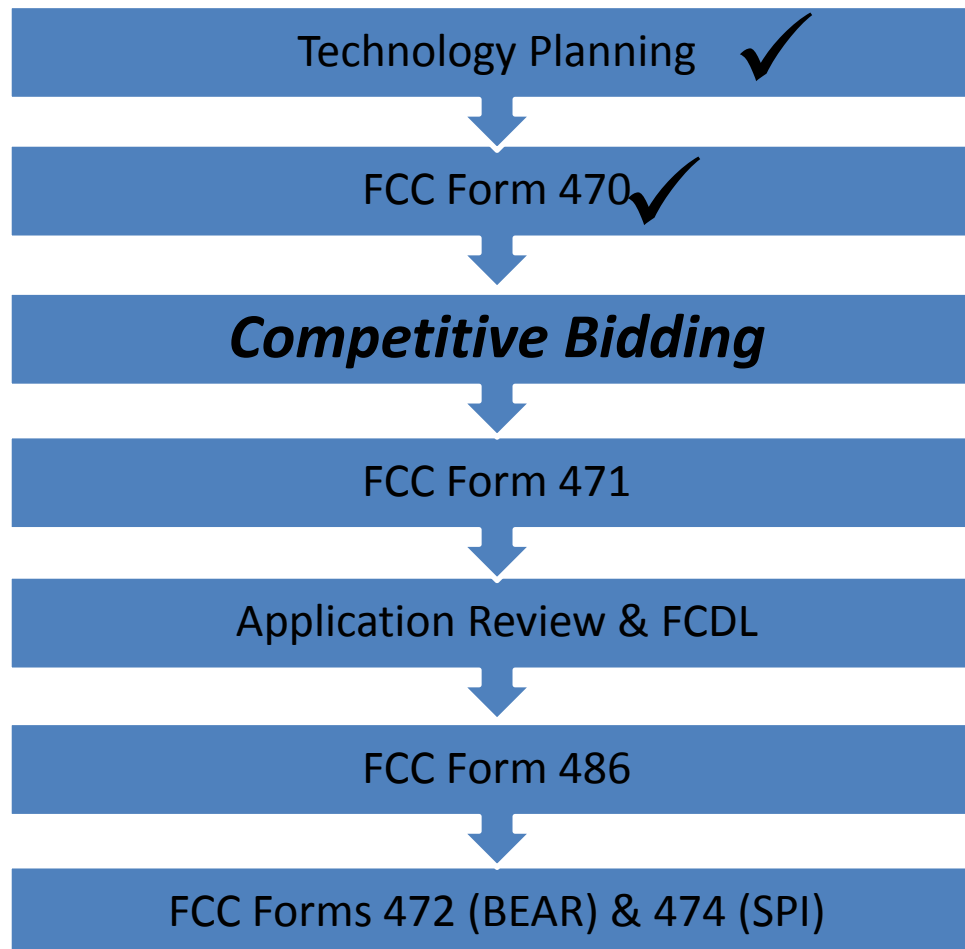 Technology Planning
FCC Form 470
Competitive Bidding
FCC Form 471
Application Review & FCDL
FCC Form 486
FCC Forms 472 (BEAR) & 474 (SPI)